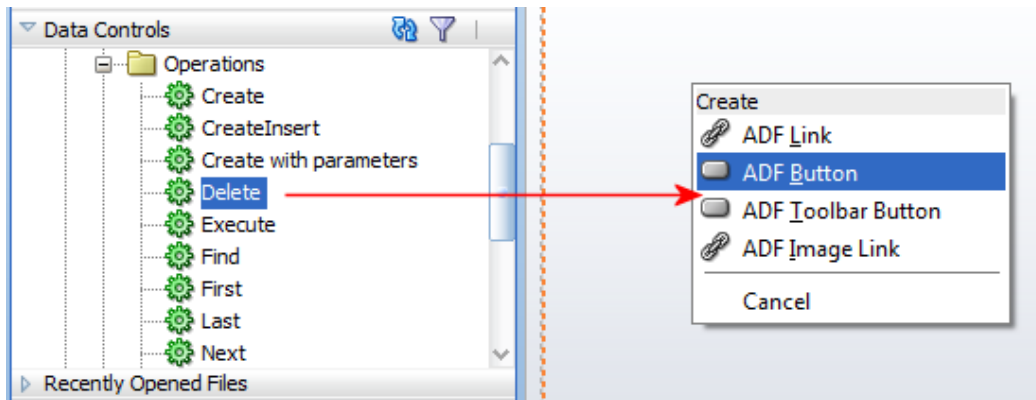 Data Controls
Operations
Create
CreateInsert
Create with parameters
Delete
Execute
Find
First
Last
Next
Recently Opened Files
Create
ADF Link
ADF Button
ADF Toolbar Button
ADF Image Link
Cancel